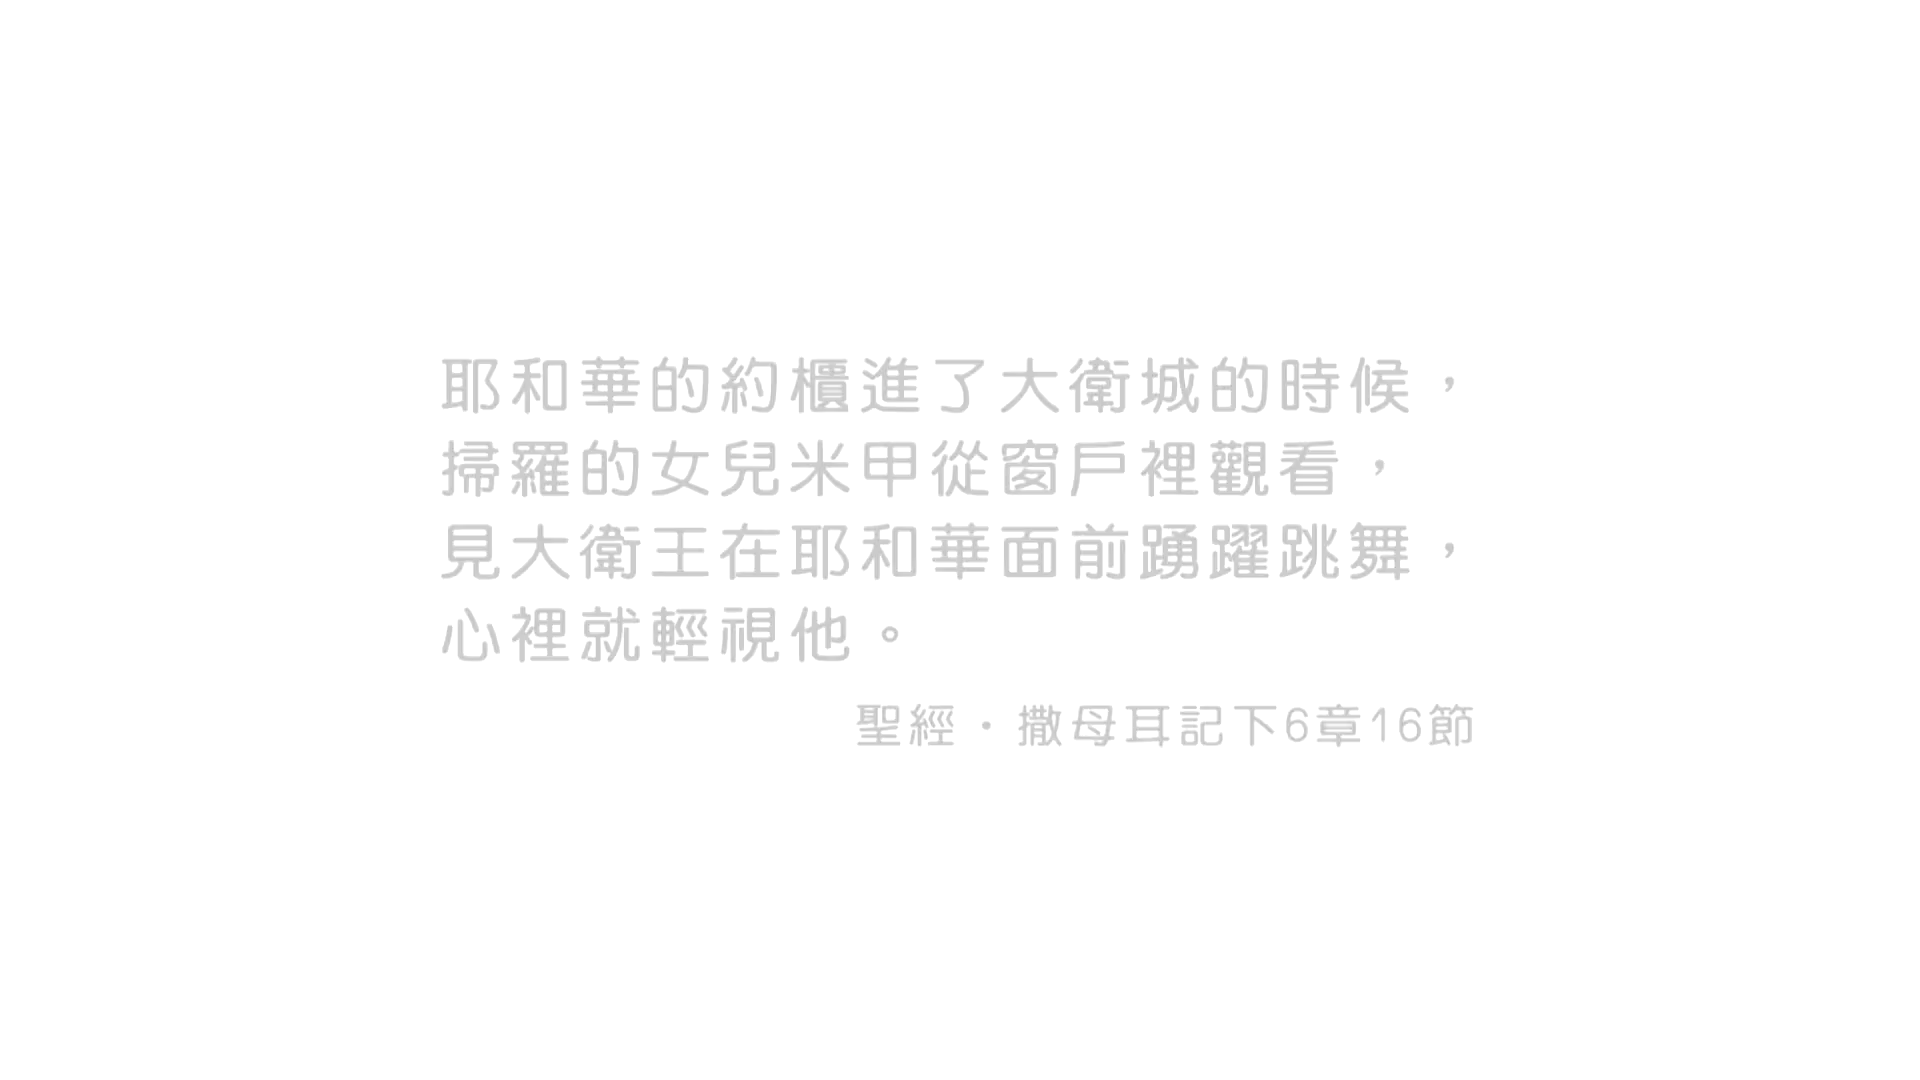 耶和華的約櫃進了大衛城的時候，
掃羅的女兒米甲從窗戶裡觀看，
見大衛王在耶和華面前踴躍跳舞，
心裡就輕視他。
聖經・撒母耳記下6章16節